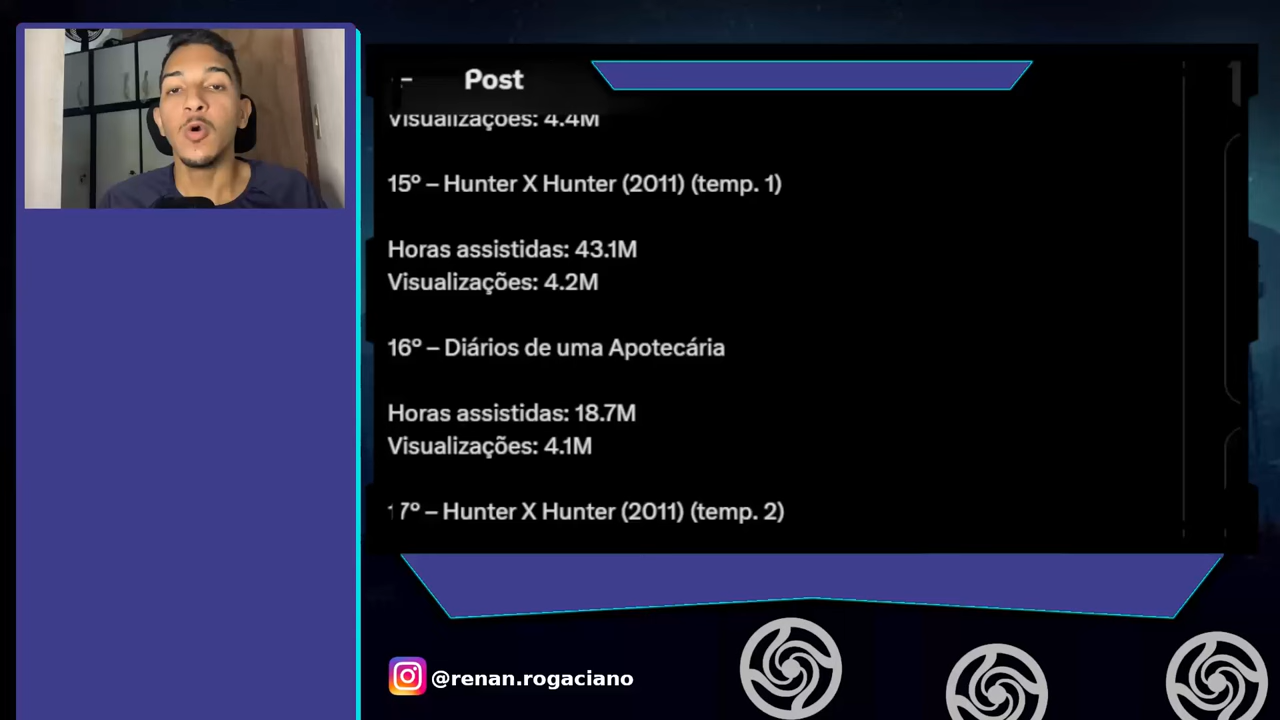 Post
Visualizações: 4.4M
15º – Hunter X Hunter (2011) (temp. 1)
Horas assistidas: 43.1M
Visualizações: 4.2M
16º – Diários de uma Apotecária
Horas assistidas: 18.7M
Visualizações: 4.1M
17º – Hunter X Hunter (2011) (temp. 2)
@renan.rogaciano